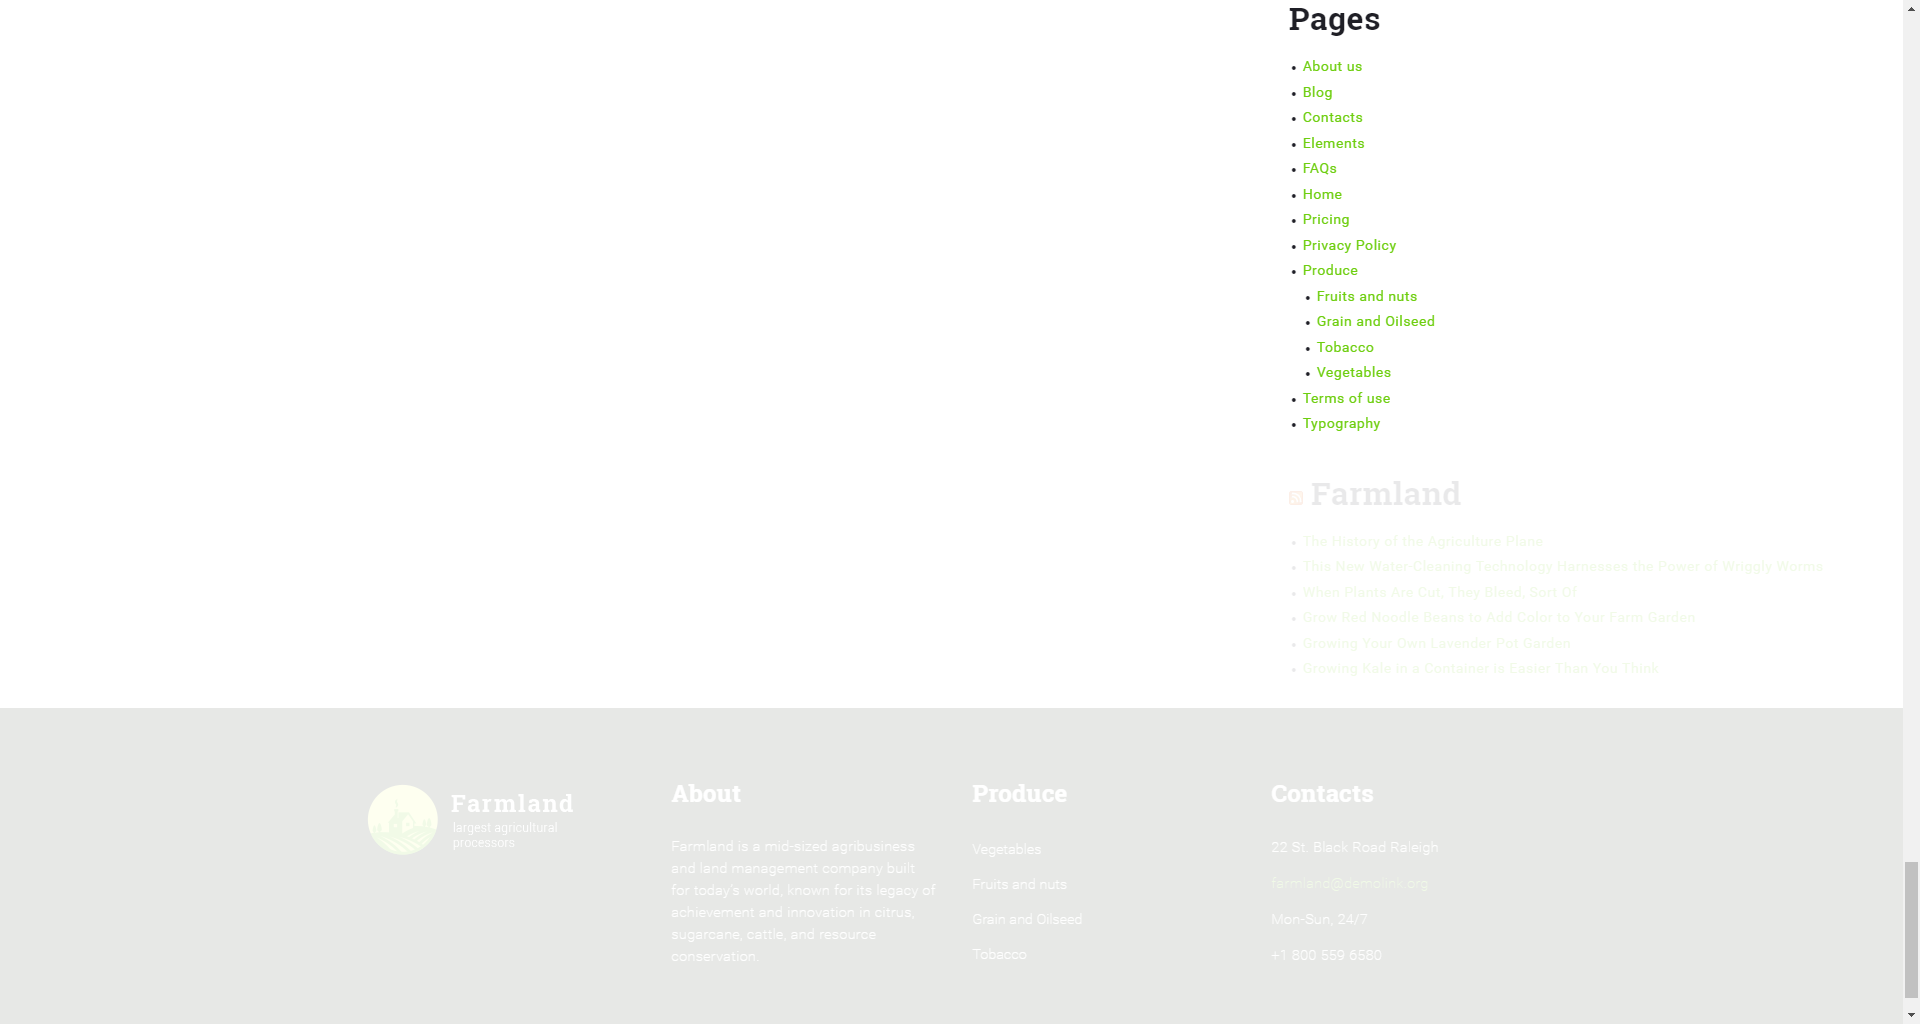 Pages
About us
Blog
Contacts
Elements
FAQs
Home
Pricing
Privacy Policy
Produce
Fruits and nuts
Grain and Oilseed
Tobacco
Vegetables
Terms of use
Typography
Farmland
The History of the Agriculture Plane
This New Water-Cleaning Technology Harnesses the Power of Wriggly Worms
When Plants Are Cut, They Bleed, Sort Of
Grow Red Noodle Beans to Add Color to Your Farm Garden
Growing Your Own Lavender Pot Garden
Growing Kale in a Container is Easier Than You Think
Farmland
largest agricultural
processors
About
Farmland is a mid-sized agribusiness
and land management company built
for today's world, known for its legacy of
achievement and innovation in citrus,
sugarcane, cattle, and resource
conservation.
Produce
Vegetables
Fruits and nuts
Grain and Oilseed
Tobacco
Contacts
22 St. Black Road Raleigh
farmland@demolink.org
Mon-Sun, 24/7
+1 800 559 6580